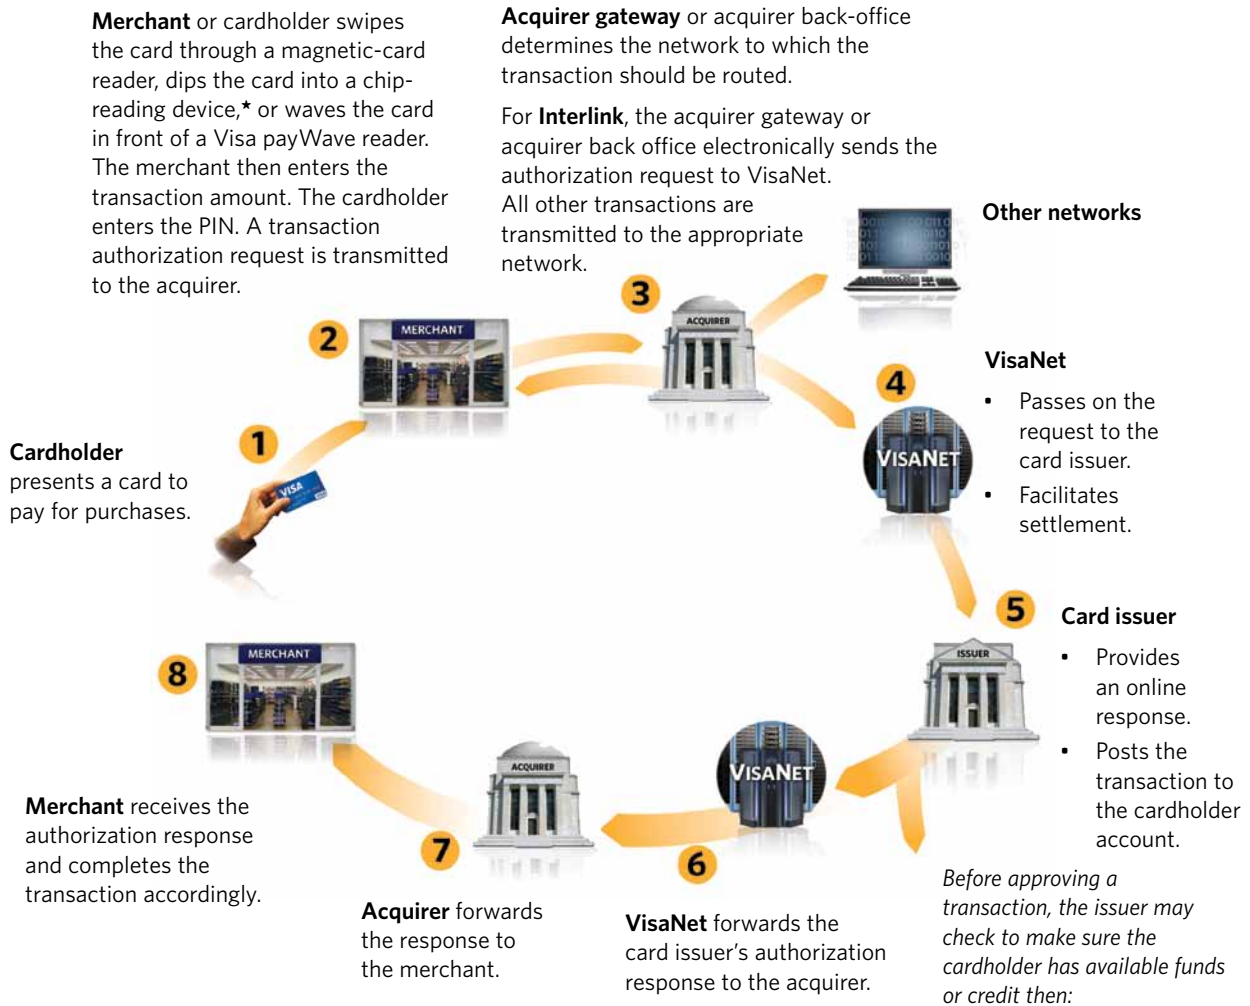 Merchant or cardholder swipes
the card through a magnetic-card
reader, dips the card into a chip-
reading device,★ or waves the card
in front of a Visa payWave reader.
The merchant then enters the
transaction amount. The cardholder
enters the PIN. A transaction
authorization request is transmitted
to the acquirer.
Acquirer gateway or acquirer back-office
determines the network to which the
transaction should be routed.
For Interlink, the acquirer gateway or
acquirer back office electronically sends the
authorization request to VisaNet.
All other transactions are
transmitted to the appropriate
network.
Other networks
1
Cardholder
presents a card to
pay for purchases.
VISA
2
MERCHANT
3
ACQUIRER
4
VISANET
VisaNet
• Passes on the
request to the
card issuer.
• Facilitates
settlement.
5
ISSUER
Card issuer
• Provides
an online
response.
• Posts the
transaction to
the cardholder
account.
Before approving a
transaction, the issuer may
check to make sure the
cardholder has available funds
or credit then:
VISANET
6
VisaNet forwards the
card issuer's authorization
response to the acquirer.
ACQUIRER
7
Acquirer forwards
the response to
the merchant.
8
MERCHANT
Merchant receives the
authorization response
and completes the
transaction accordingly.